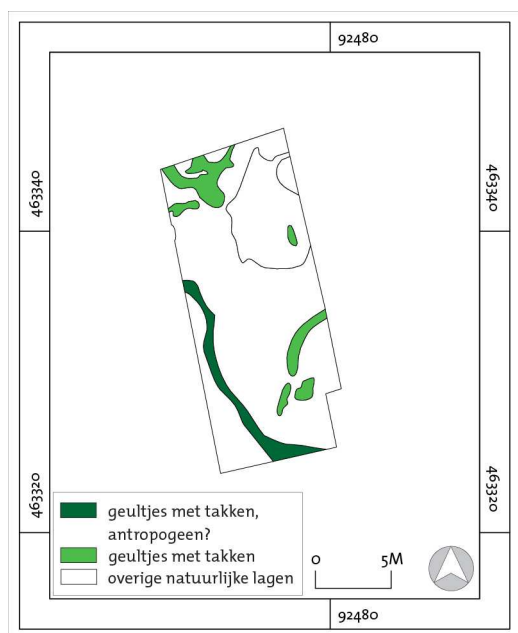 92480
463340
463340
463320
463320
geultjes met takken,
antropogeen?
geultjes met takken
overige natuurlijke lagen
0
5M
92480